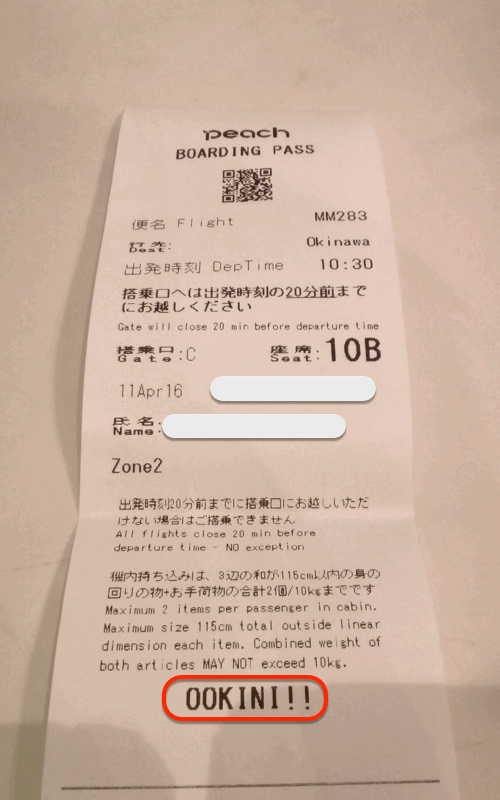 peach
BOARDING PASS
便名 Flight MM283
行先: Dest: Okinawa
出発時刻 DepTime 10:30
搭乗口へは出発時刻の20分前まで
にお越しください
Gate will close 20 min before departure time
搭乗口 Gate:C 座席 Seat:10B
11Apr16
氏名 Name:
Zone2
出発時刻20分前までに搭乗口にお越しいただ
けない場合はご搭乗できません
All flights close 20 min before
departure time - NO exception
機内持ち込みは、3辺の和が115cm以内の身の
回りの物+お手荷物の合計2個/10kgまでです
Maximum 2 items per passenger in cabin.
Maximum size 115cm total outside linear
dimension each item. Combined weight of
both articles MAY NOT exceed 10kg.
OOKINI!!